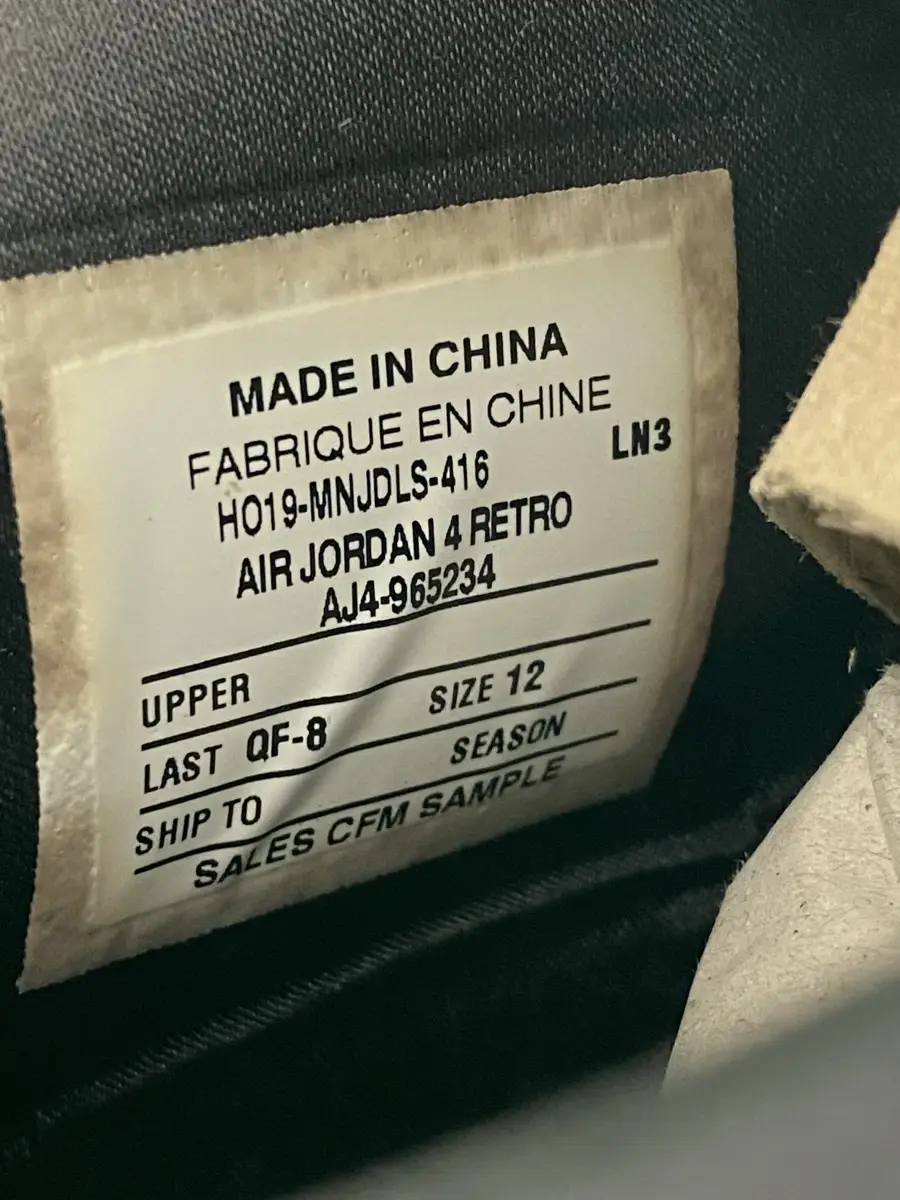 MADE IN CHINA
FABRIQUE EN CHINE
LN3
HO19-MNJDLS-416
AIR JORDAN 4 RETRO
AJ4-965234
UPPER
SIZE 12
LAST QF-8
SEASON
SHIP TO
SALES CFM SAMPLE